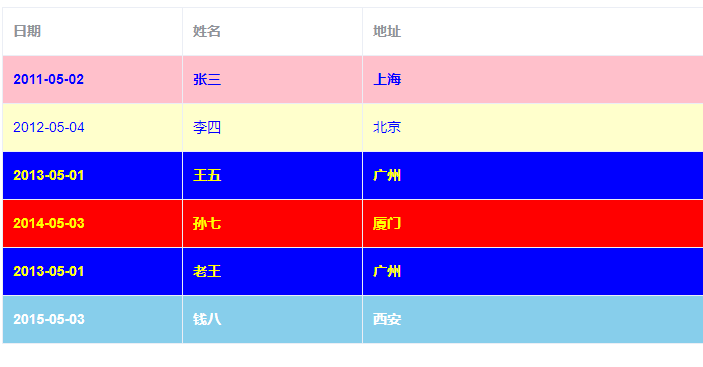 日期 姓名 地址
2011-05-02 张三 上海
2012-05-04 李四 北京
2013-05-01 王五 广州
2014-05-03 孙七 厦门
2013-05-01 老王 广州
2015-05-03 钱八 西安